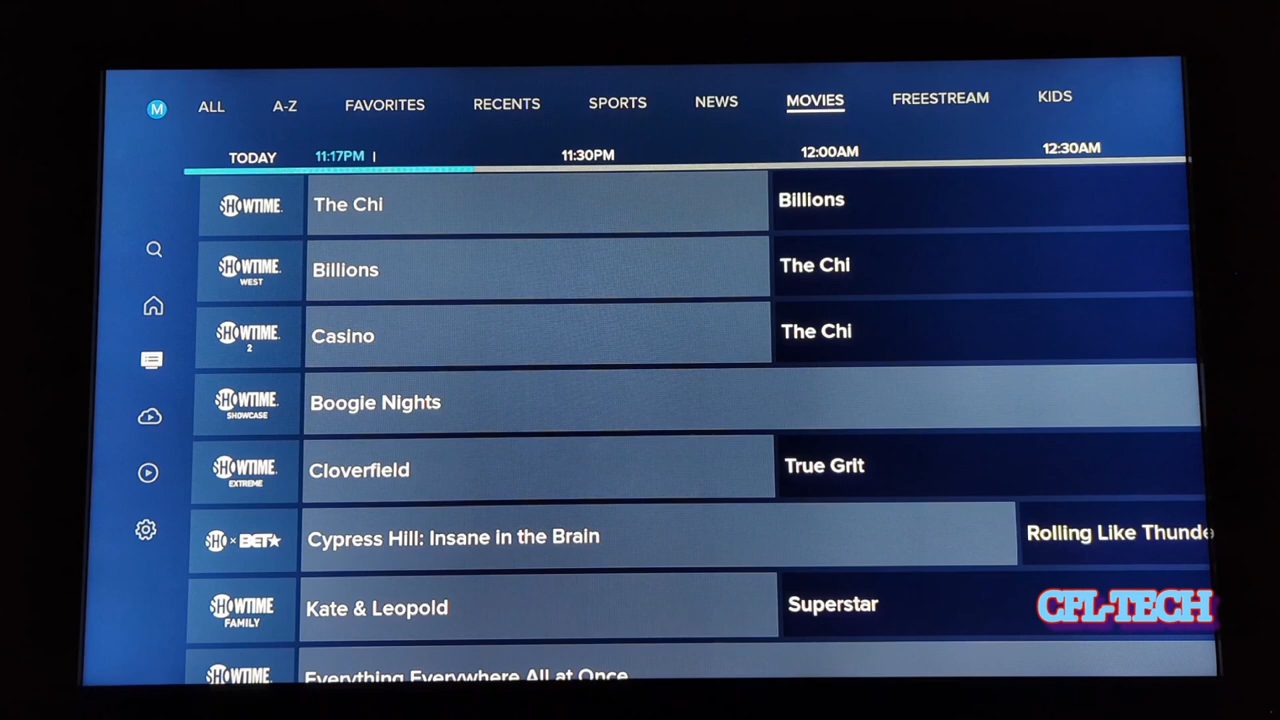 M ALL A-Z FAVORITES RECENTS SPORTS NEWS MOVIES FREESTREAM KIDS
TODAY 11:17PM 11:30PM 12:00AM 12:30AM
SHOWTIME. The Chi Billions
SHOWTIME. WEST Billions The Chi
SHOWTIME. 2 Casino The Chi
SHOWTIME. SHOWCASE Boogie Nights
SHOWTIME. EXTREME Cloverfield True Grit
SHO × BET★ Cypress Hill: Insane in the Brain Rolling Like Thunde
SHOWTIME. FAMILY Kate & Leopold Superstar
CFL-TECH
SHOWTIME. Everything Everywhere All at Once